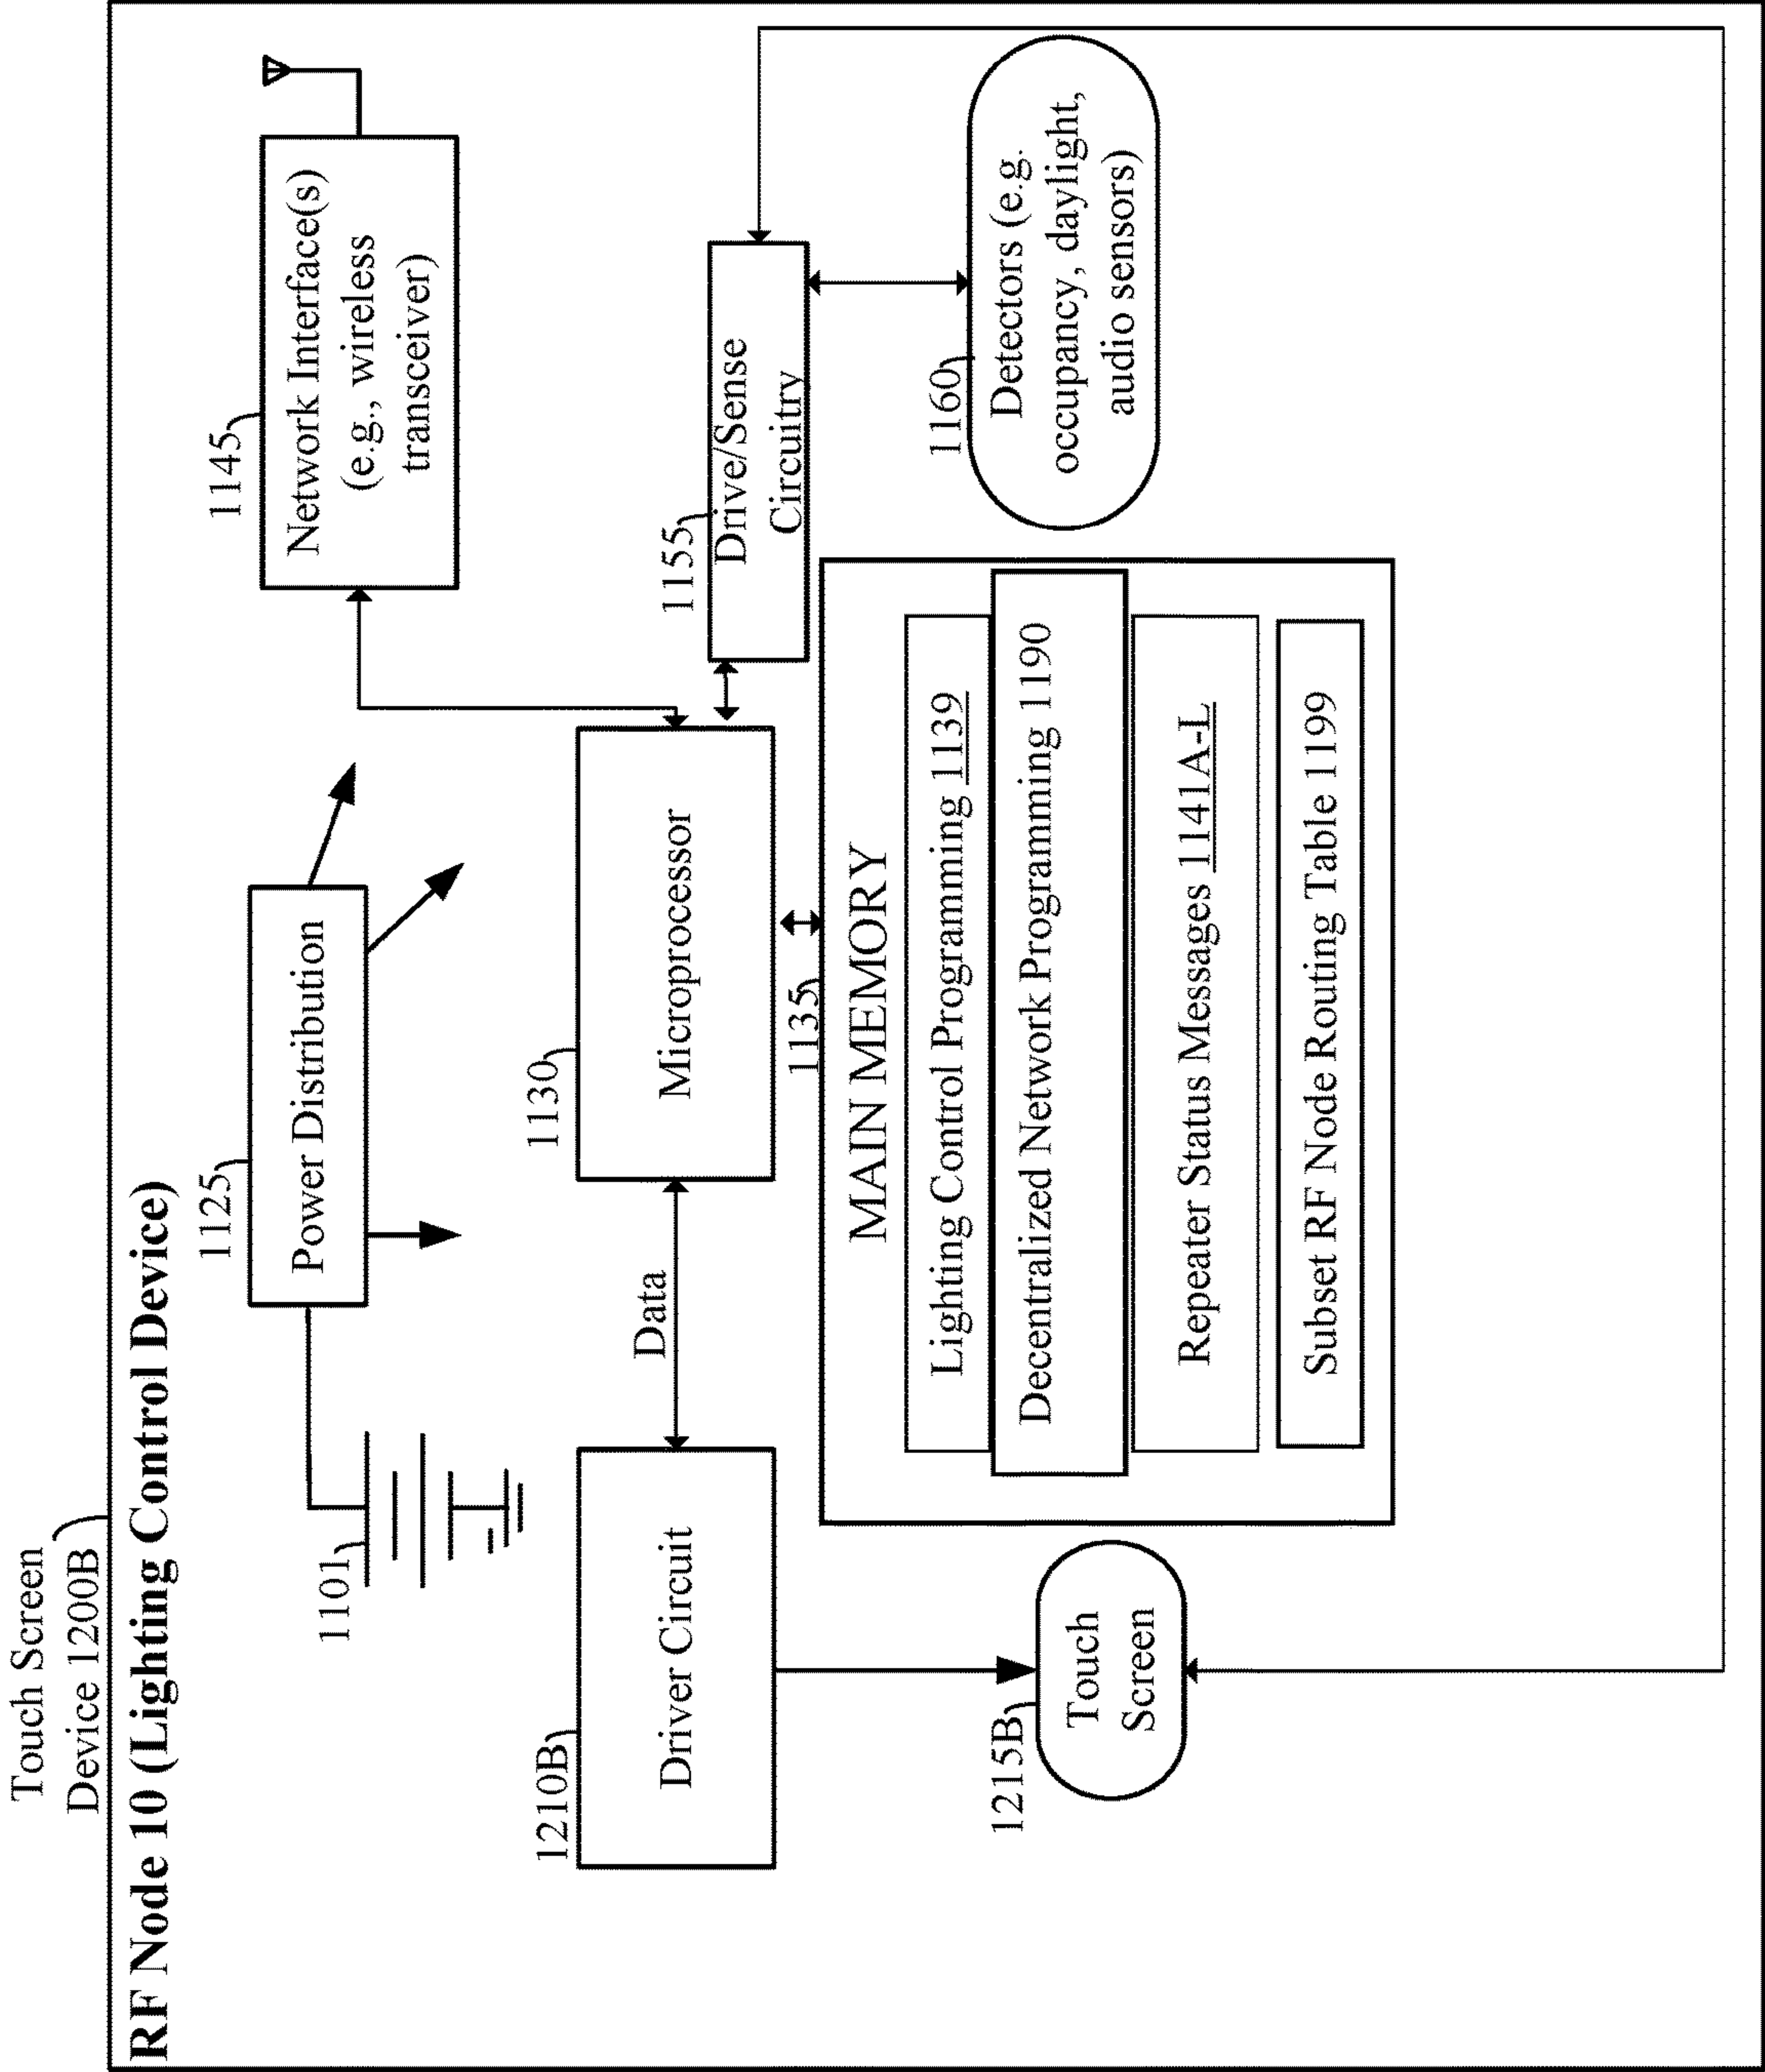 Touch Screen
Device 1200B
RF Node 10 (Lighting Control Device)
1125
Power Distribution
1145
Network Interface(s)
(e.g., wireless
transceiver)
1101
1210B
Driver Circuit
Data
1130
Microprocessor
1155
Drive/Sense
Circuitry
1135
MAIN MEMORY
Lighting Control Programming 1139
Decentralized Network Programming 1190
Repeater Status Messages 1141A-L
Subset RF Node Routing Table 1199
1160
Detectors (e.g.
occupancy, daylight,
audio sensors)
1215B
Touch
Screen